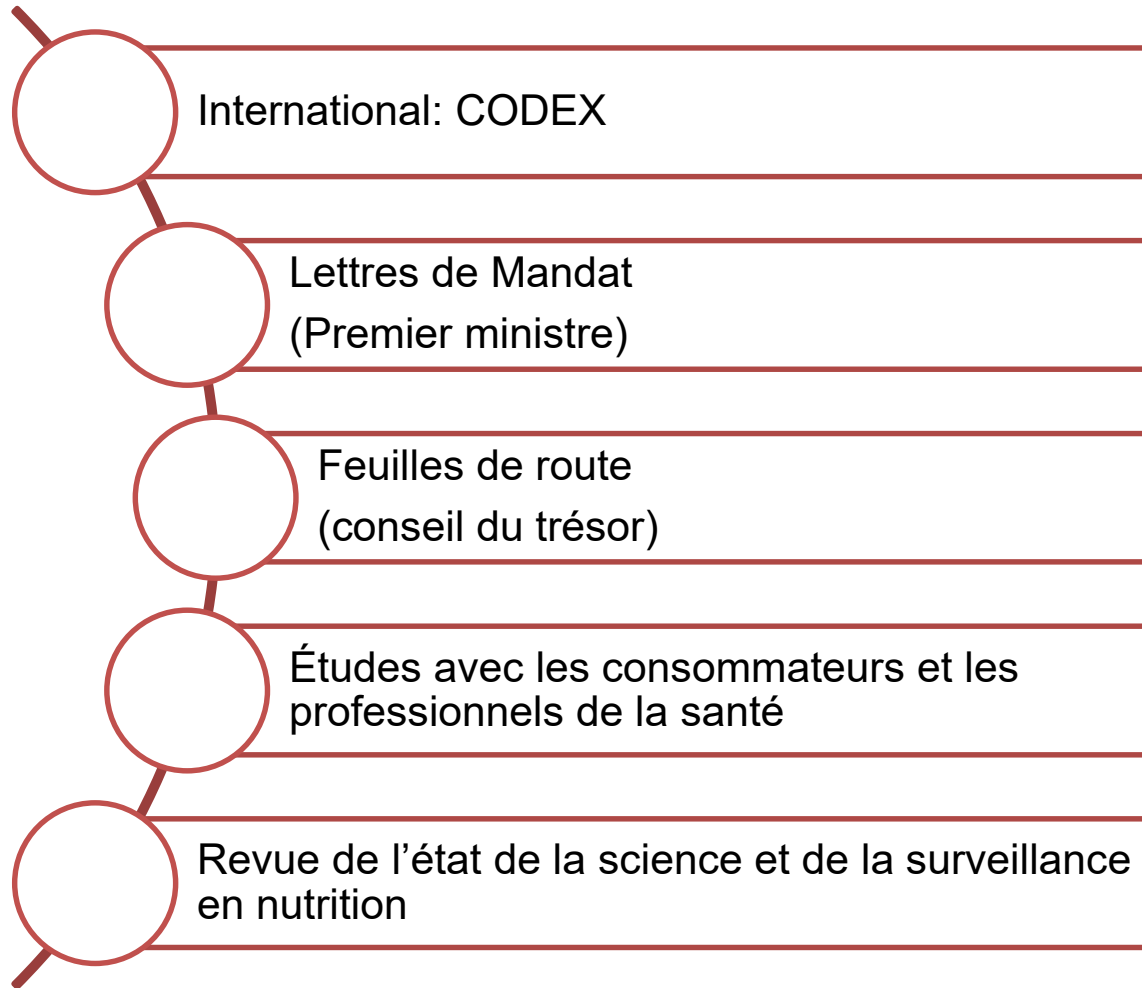 International: CODEX
Lettres de Mandat
(Premier ministre)
Feuilles de route
(conseil du trésor)
Études avec les consommateurs et les
professionnels de la santé
Revue de l’état de la science et de la surveillance
en nutrition